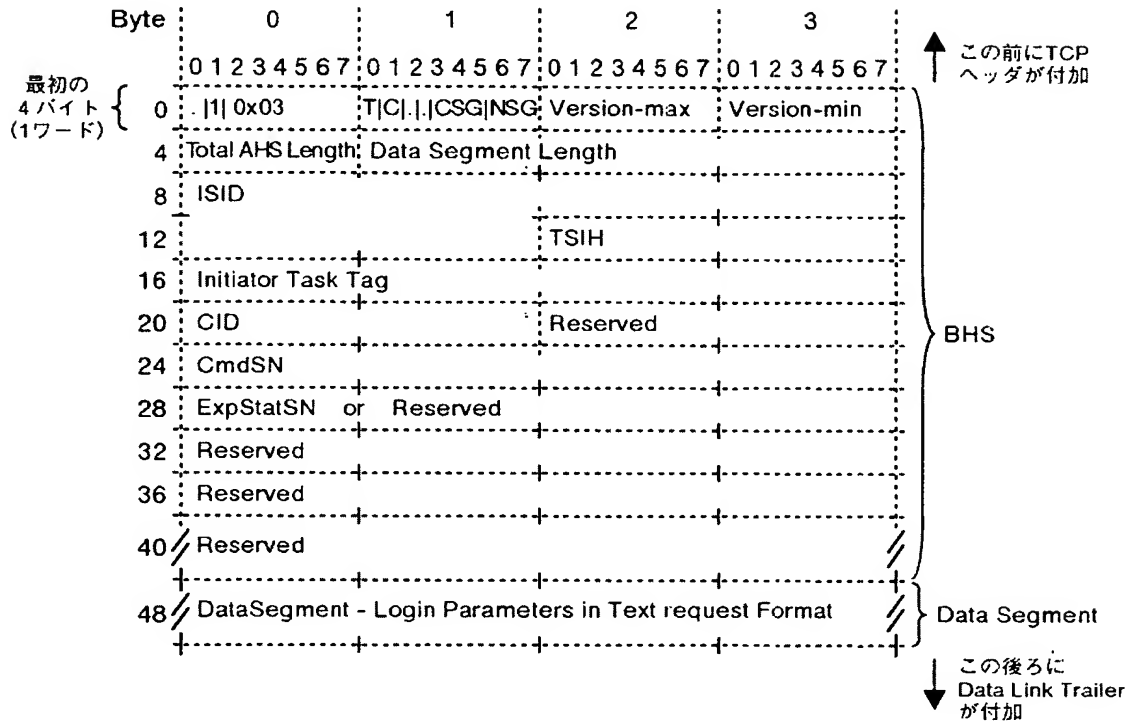 Byte 0 1 2 3
0 1 2 3 4 5 6 7 0 1 2 3 4 5 6 7 0 1 2 3 4 5 6 7 0 1 2 3 4 5 6 7
この前にTCP
ヘッダが付加
最初の
4バイト
(1ワード)
0 . |1| 0x03 T|C|.|.|CSG|NSG Version-max Version-min
4 Total AHS Length Data Segment Length
8 ISID
12 TSIH
16 Initiator Task Tag
20 CID Reserved
BHS
24 CmdSN
28 ExpStatSN or Reserved
32 Reserved
36 Reserved
40 Reserved
48 DataSegment - Login Parameters in Text request Format
Data Segment
この後ろに
Data Link Trailer
が付加